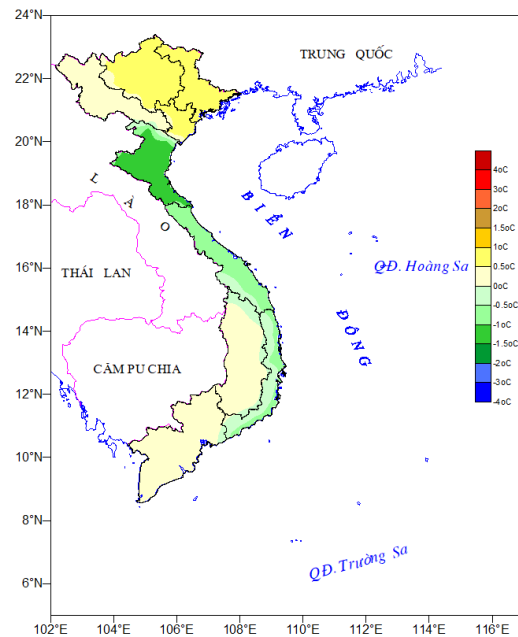 24°N
22°N
20°N
18°N
16°N
14°N
12°N
10°N
8°N
6°N
102°E 104°E 106°E 108°E 110°E 112°E 114°E 116°E
TRUNG QUỐC
LÀO
BIỂN
ĐÔNG
THÁI LAN
QĐ. Hoàng Sa
CĂM PU CHIA
QĐ. Trường Sa
4oC
3oC
2oC
1.5oC
1oC
0.5oC
0oC
-0.5oC
-1oC
-1.5oC
-2oC
-3oC
-4oC